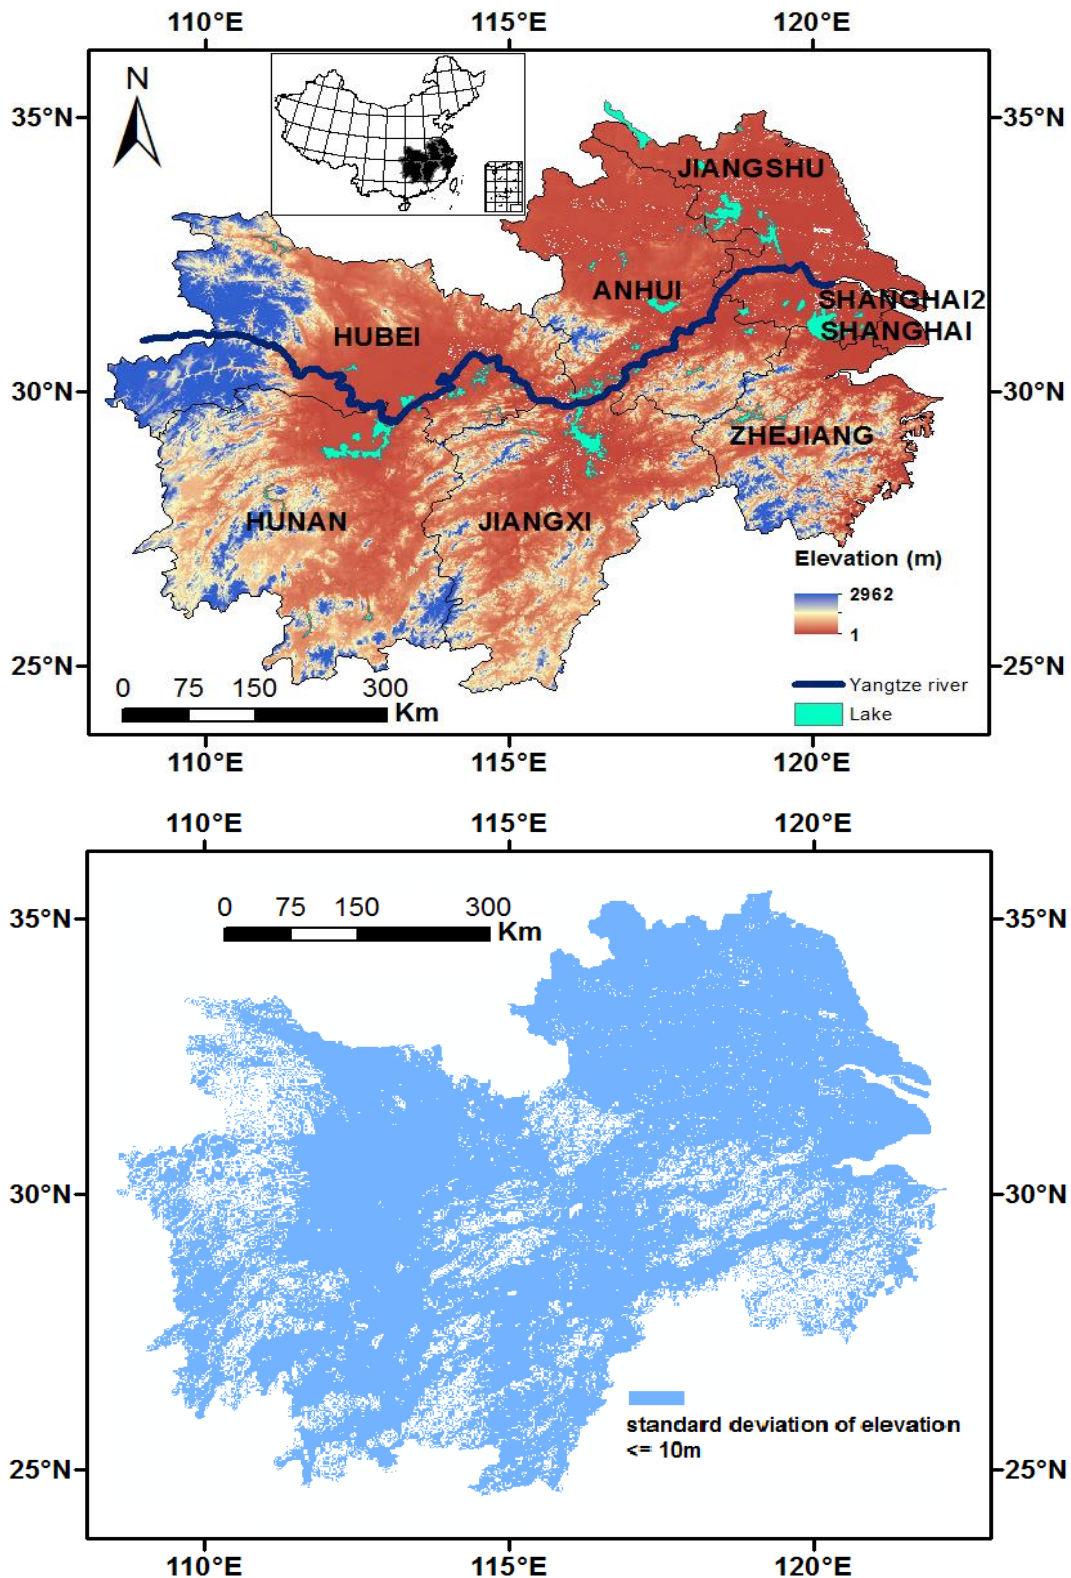 110°E 115°E 120°E
N
35°N 35°N
JIANGSHU
ANHUI
SHANGHAI2
HUBEI SHANGHAI
30°N 30°N
ZHEJIANG
HUNAN JIANGXI
Elevation (m)
2962
1
25°N 25°N
0 75 150 300
Km
Yangtze river
Lake
110°E 115°E 120°E
110°E 115°E 120°E
0 75 150 300
Km
35°N 35°N
30°N 30°N
standard deviation of elevation
<= 10m
25°N 25°N
110°E 115°E 120°E